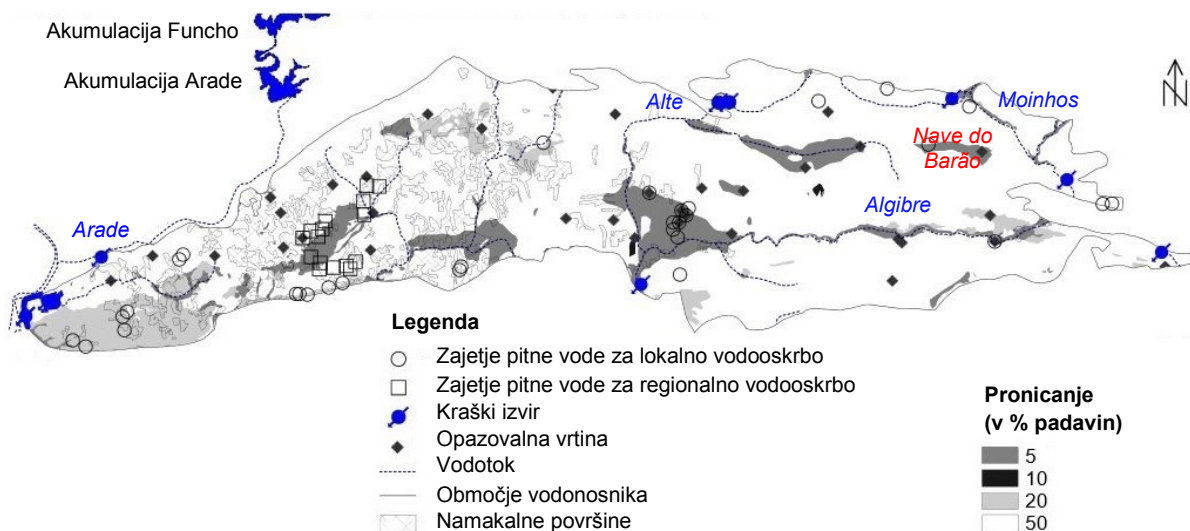 Akumulacija Funcho
Akumulacija Arade
Alte
Moinhos
N
Nave do
Barão
Arade
Algibre
Legenda
Zajetje pitne vode za lokalno vodooskrbo
Zajetje pitne vode za regionalno vodooskrbo
Kraški izvir
Opazovalna vrtina
Vodotok
Območje vodonosnika
Namakalne površine
Pronicanje
(v % padavin)
5
10
20
50